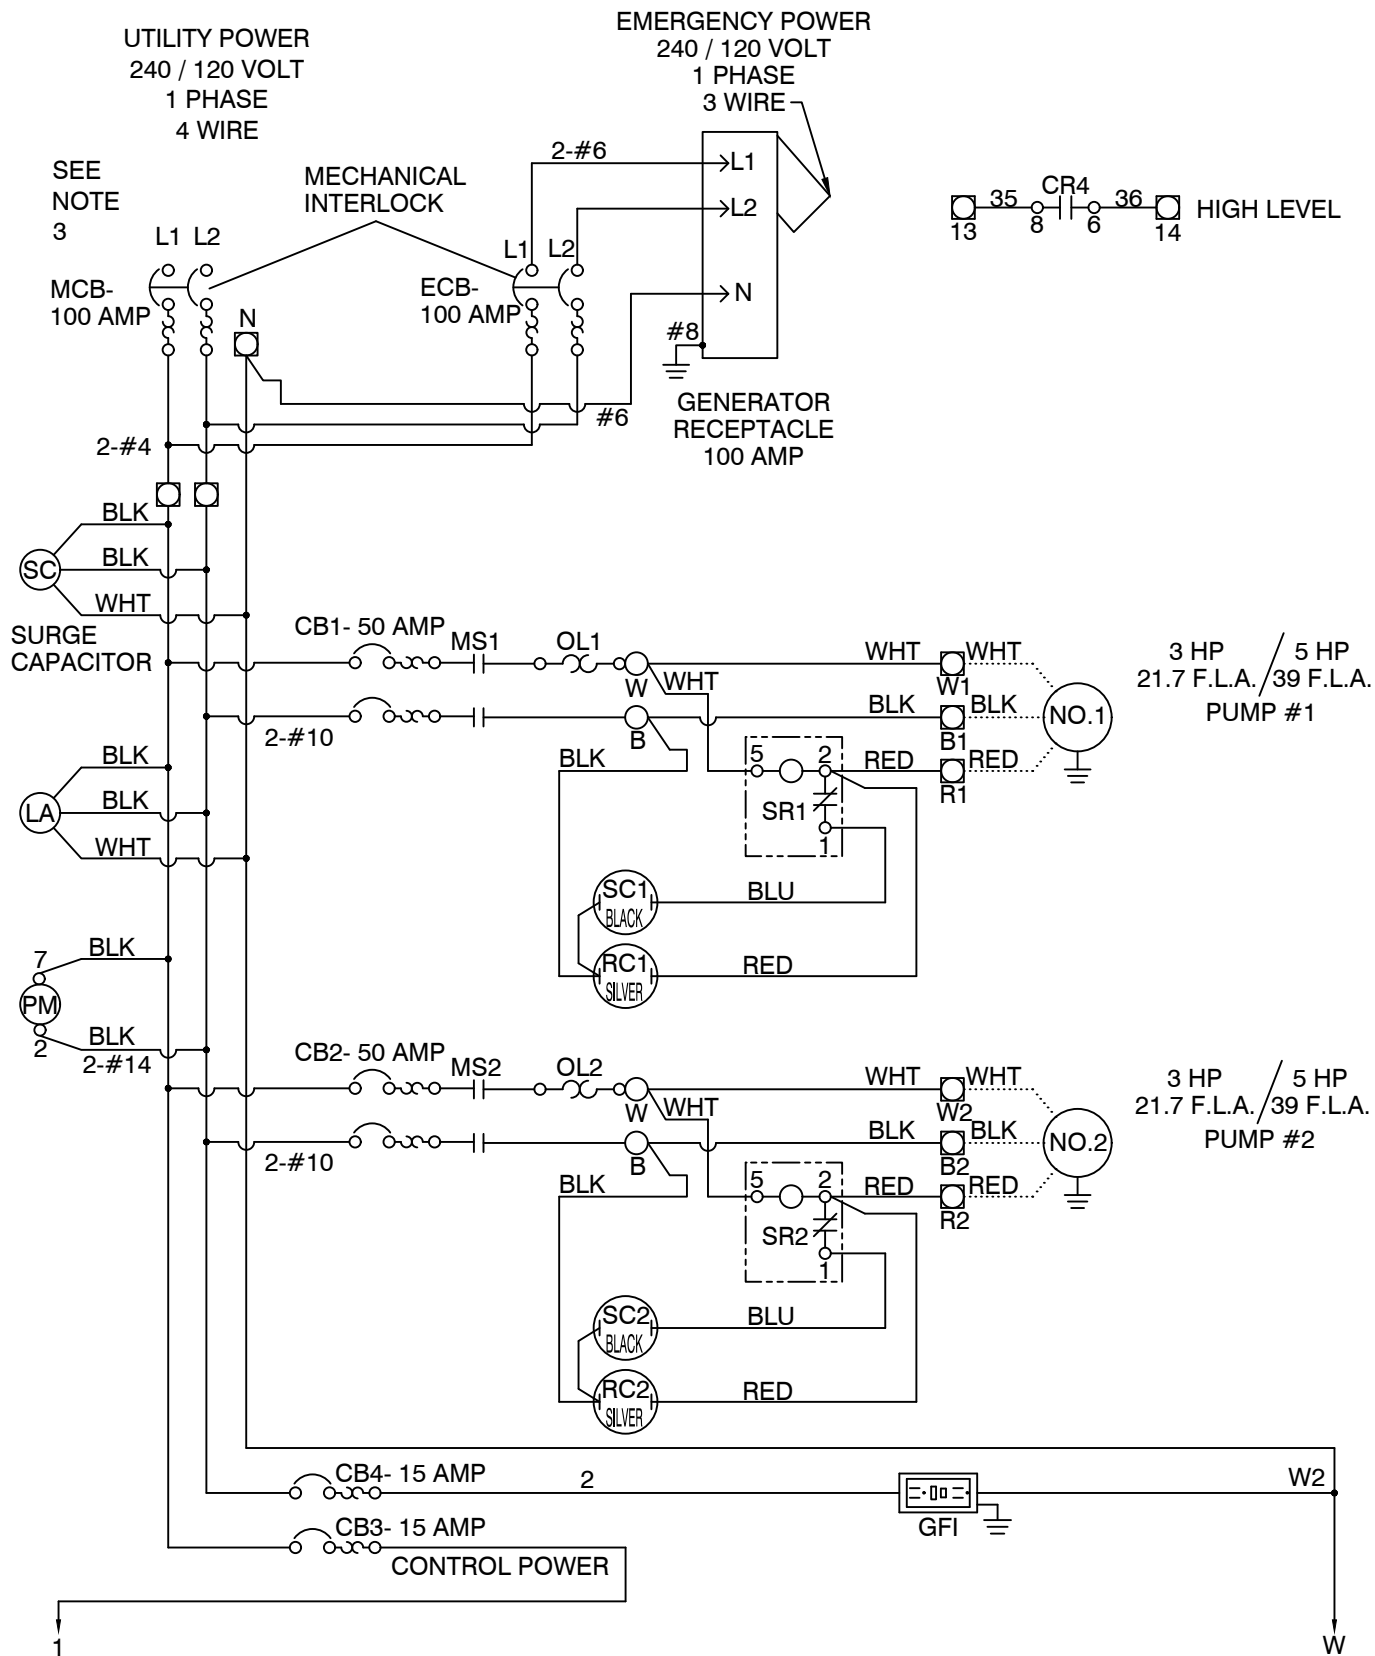 UTILITY POWER
240 / 120 VOLT
1 PHASE
4 WIRE
EMERGENCY POWER
240 / 120 VOLT
1 PHASE
3 WIRE
SEE
NOTE
3
MECHANICAL
INTERLOCK
2-#6
L1
L2
N
#8
13
35
8
CR4
6
36
14
HIGH LEVEL
L1
L2
MCB-
100 AMP
N
L1
L2
ECB-
100 AMP
#6
2-#4
GENERATOR
RECEPTACLE
100 AMP
BLK
BLK
WHT
SC
SURGE
CAPACITOR
CB1- 50 AMP
MS1
OL1
W
WHT
WHT
W1
WHT
2-#10
B
BLK
BLK
B1
BLK
5
2
SR1
1
RED
R1
RED
NO.1
3 HP / 5 HP
21.7 F.L.A. / 39 F.L.A.
PUMP #1
BLK
BLK
WHT
LA
SC1
BLACK
BLU
RC1
SILVER
RED
7
BLK
PM
2
BLK
2-#14
CB2- 50 AMP
MS2
OL2
W
WHT
WHT
W2
WHT
2-#10
B
BLK
BLK
B2
BLK
5
2
SR2
1
RED
R2
RED
NO.2
3 HP / 5 HP
21.7 F.L.A. / 39 F.L.A.
PUMP #2
SC2
BLACK
BLU
RC2
SILVER
RED
CB4- 15 AMP
2
GFI
W2
CB3- 15 AMP
CONTROL POWER
1
W